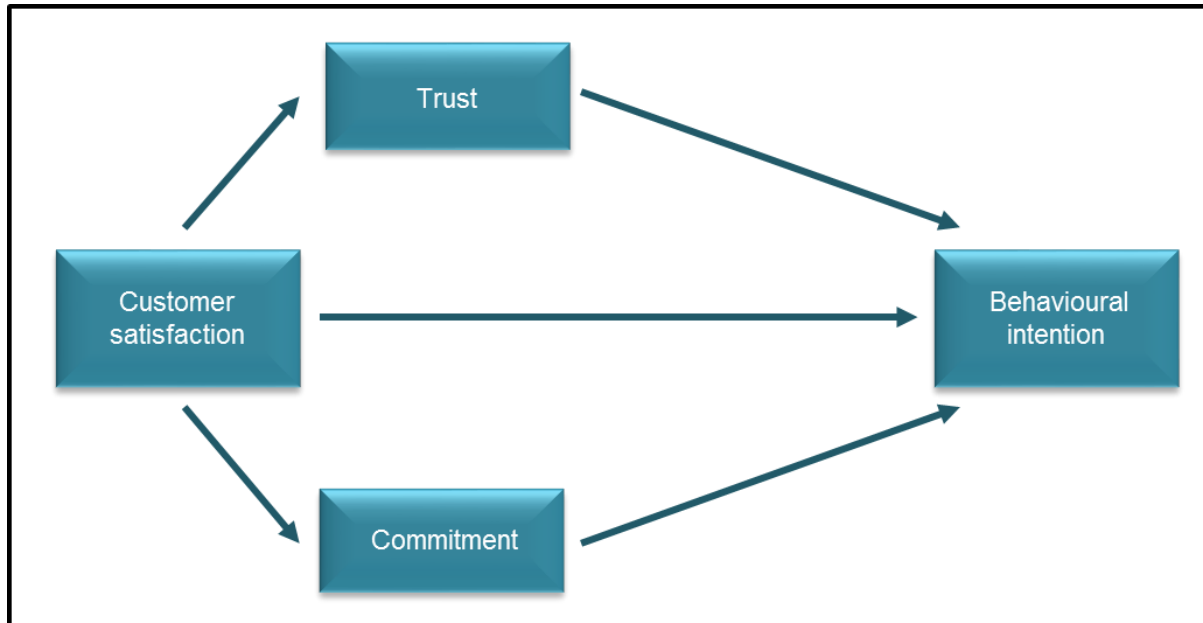 Trust
Customer
satisfaction
Behavioural
intention
Commitment